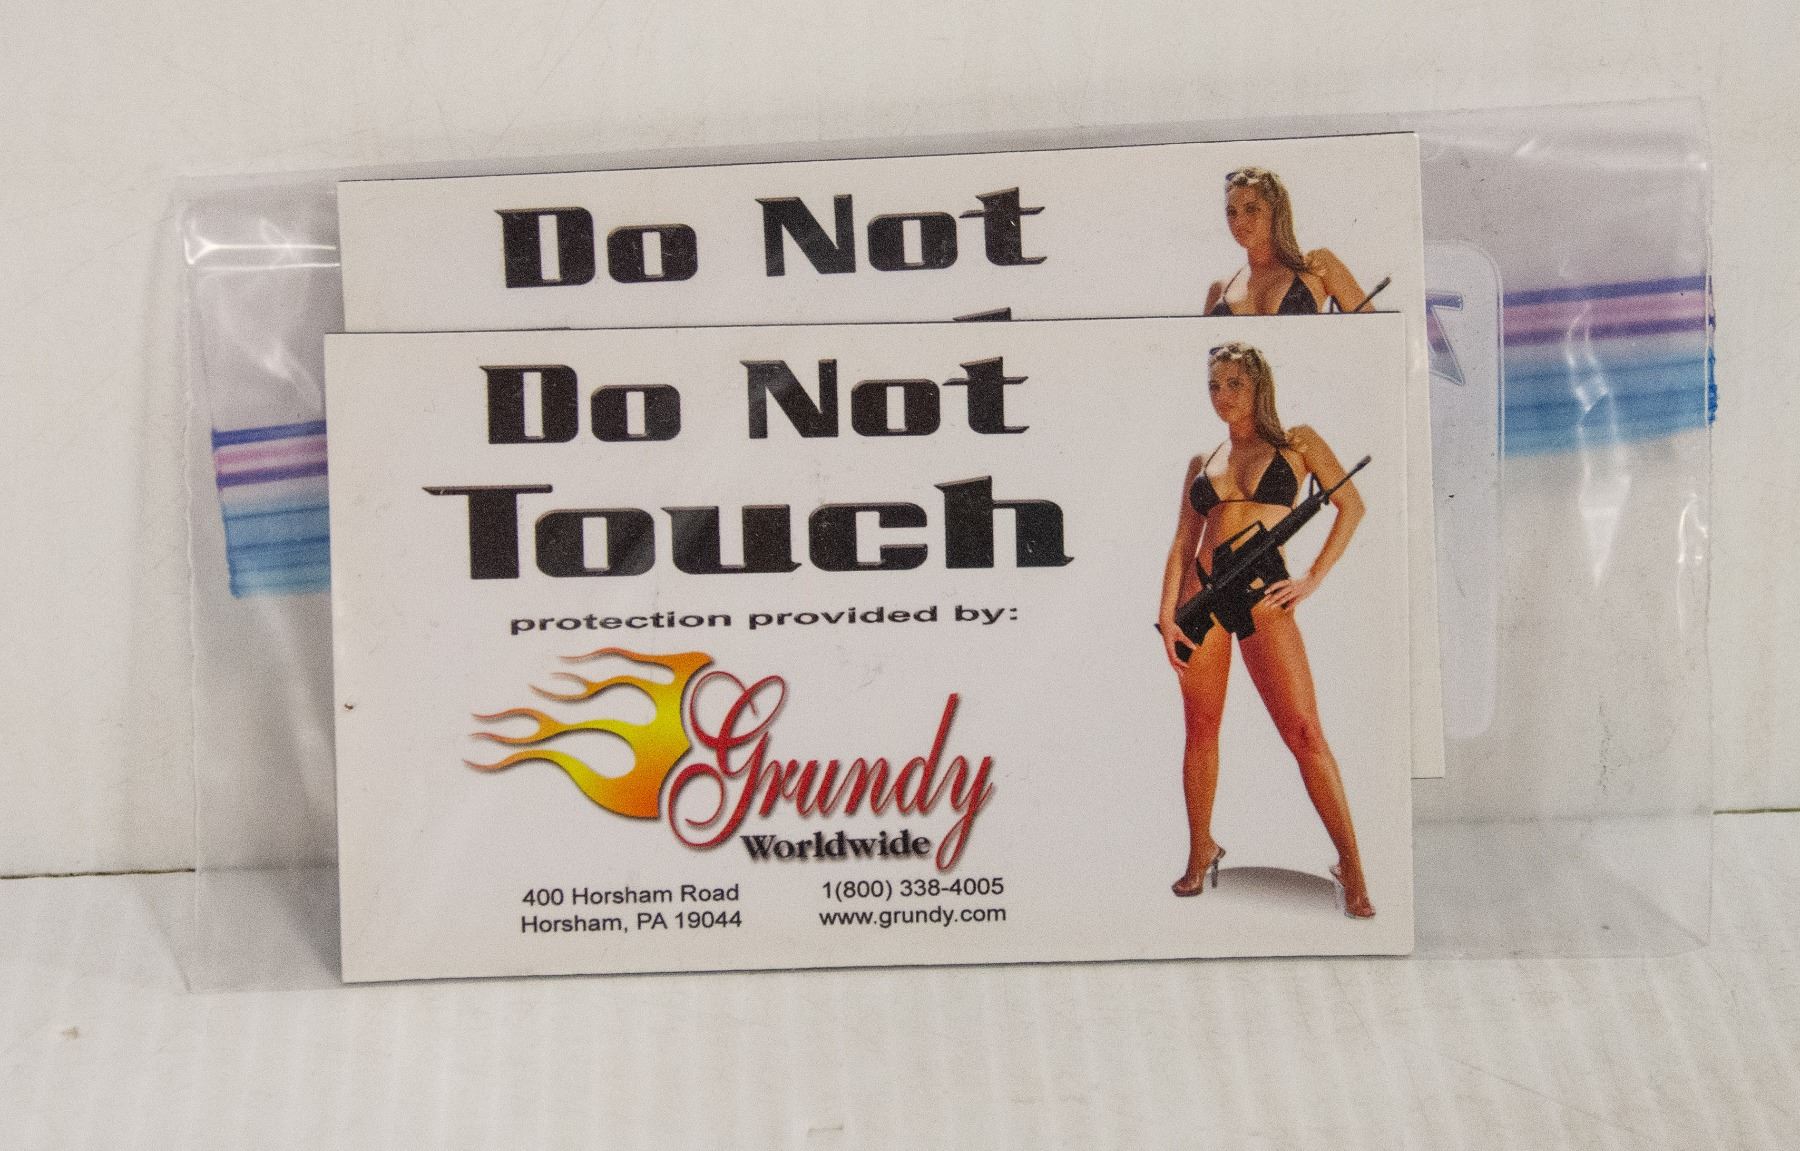 Do Not
Do Not
Touch
protection provided by:
Grundy
Worldwide
400 Horsham Road
Horsham, PA 19044
1(800) 338-4005
www.grundy.com